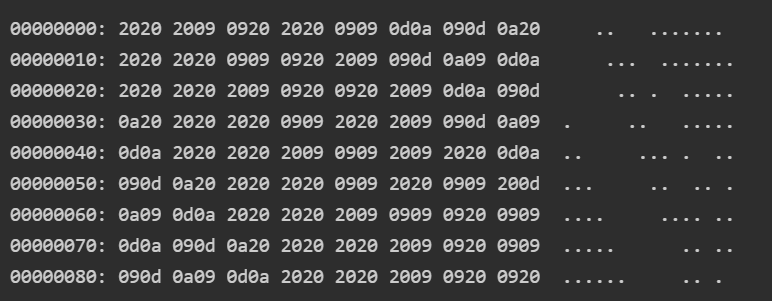 00000000: 2020 2009 0920 2020 0909 0d0a 090d 0a20      ..   .......
00000010: 2020 2020 0909 0920 2009 090d 0a09 0d0a      ...  .......
00000020: 2020 2020 2009 0920 0920 2009 0d0a 090d       .. .  .....
00000030: 0a20 2020 2020 0909 2020 2009 090d 0a09  .     ..   .....
00000040: 0d0a 2020 2020 2009 0909 2009 2020 0d0a  ..     ... .  ..
00000050: 090d 0a20 2020 2020 0909 2020 0909 200d  ...     ..  .. .
00000060: 0a09 0d0a 2020 2020 2009 0909 0920 0909  ....     .... ..
00000070: 0d0a 090d 0a20 2020 2020 2009 0920 0909  .....      .. ..
00000080: 090d 0a09 0d0a 2020 2020 2009 0920 0920  ......     .. .